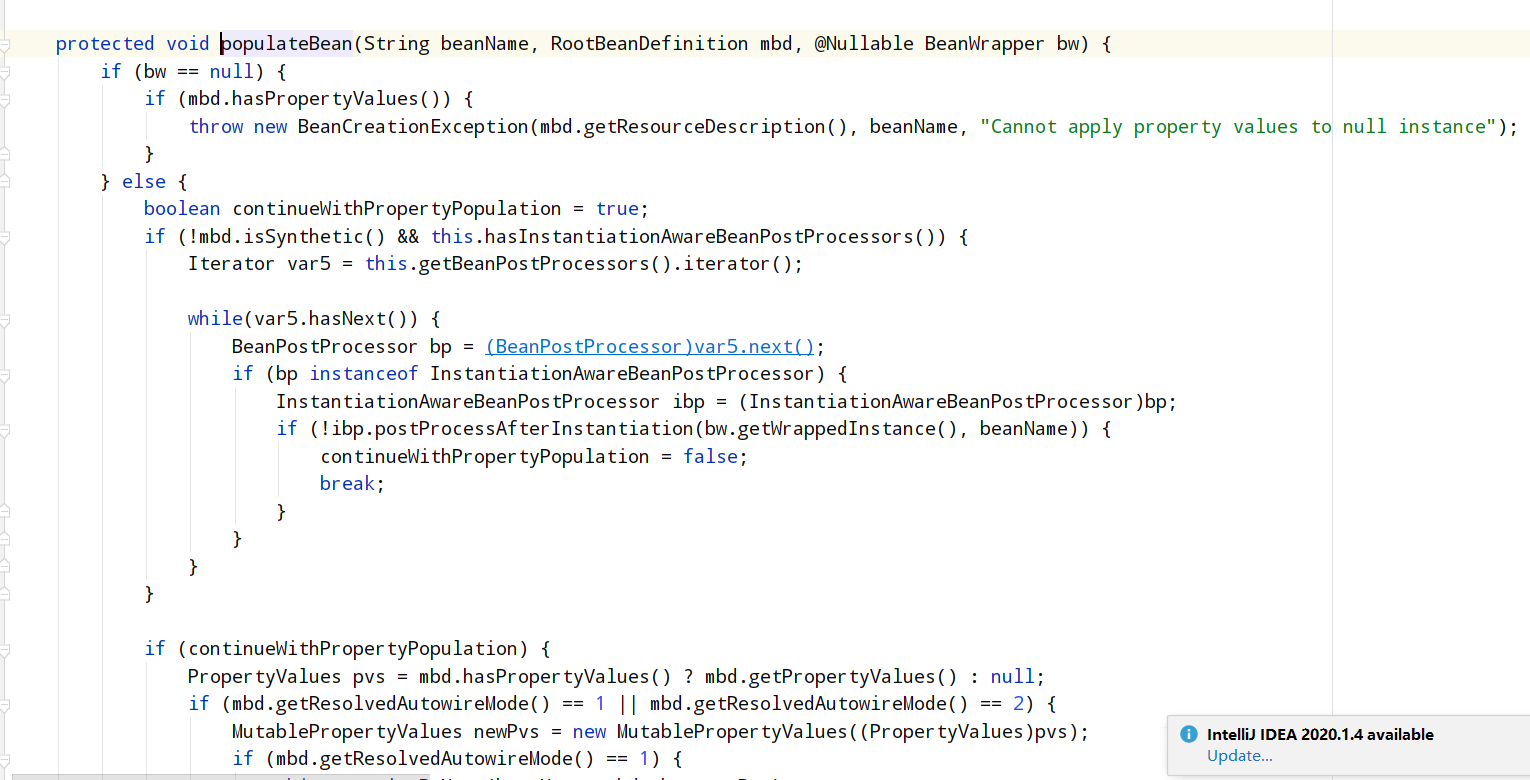 protected void populateBean(String beanName, RootBeanDefinition mbd, @Nullable BeanWrapper bw) {
if (bw == null) {
if (mbd.hasPropertyValues()) {
throw new BeanCreationException(mbd.getResourceDescription(), beanName, "Cannot apply property values to null instance");
}
} else {
boolean continueWithPropertyPopulation = true;
if (!mbd.isSynthetic() && this.hasInstantiationAwareBeanPostProcessors()) {
Iterator var5 = this.getBeanPostProcessors().iterator();
while(var5.hasNext()) {
BeanPostProcessor bp = (BeanPostProcessor)var5.next();
if (bp instanceof InstantiationAwareBeanPostProcessor) {
InstantiationAwareBeanPostProcessor ibp = (InstantiationAwareBeanPostProcessor)bp;
if (!ibp.postProcessAfterInstantiation(bw.getWrappedInstance(), beanName)) {
continueWithPropertyPopulation = false;
break;
}
}
}
}
if (continueWithPropertyPopulation) {
PropertyValues pvs = mbd.hasPropertyValues() ? mbd.getPropertyValues() : null;
if (mbd.getResolvedAutowireMode() == 1 || mbd.getResolvedAutowireMode() == 2) {
MutablePropertyValues newPvs = new MutablePropertyValues((PropertyValues)pvs);
if (mbd.getResolvedAutowireMode() == 1) {
IntelliJ IDEA 2020.1.4 available
Update...